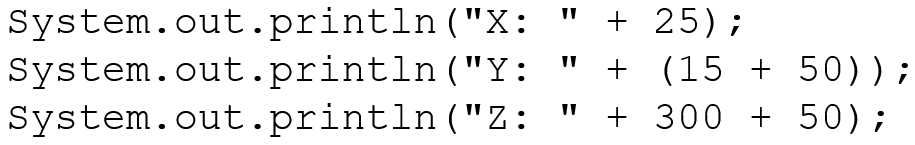 System.out.println("X: " + 25);
System.out.println("Y: " + (15 + 50));
System.out.println("Z: " + 300 + 50);